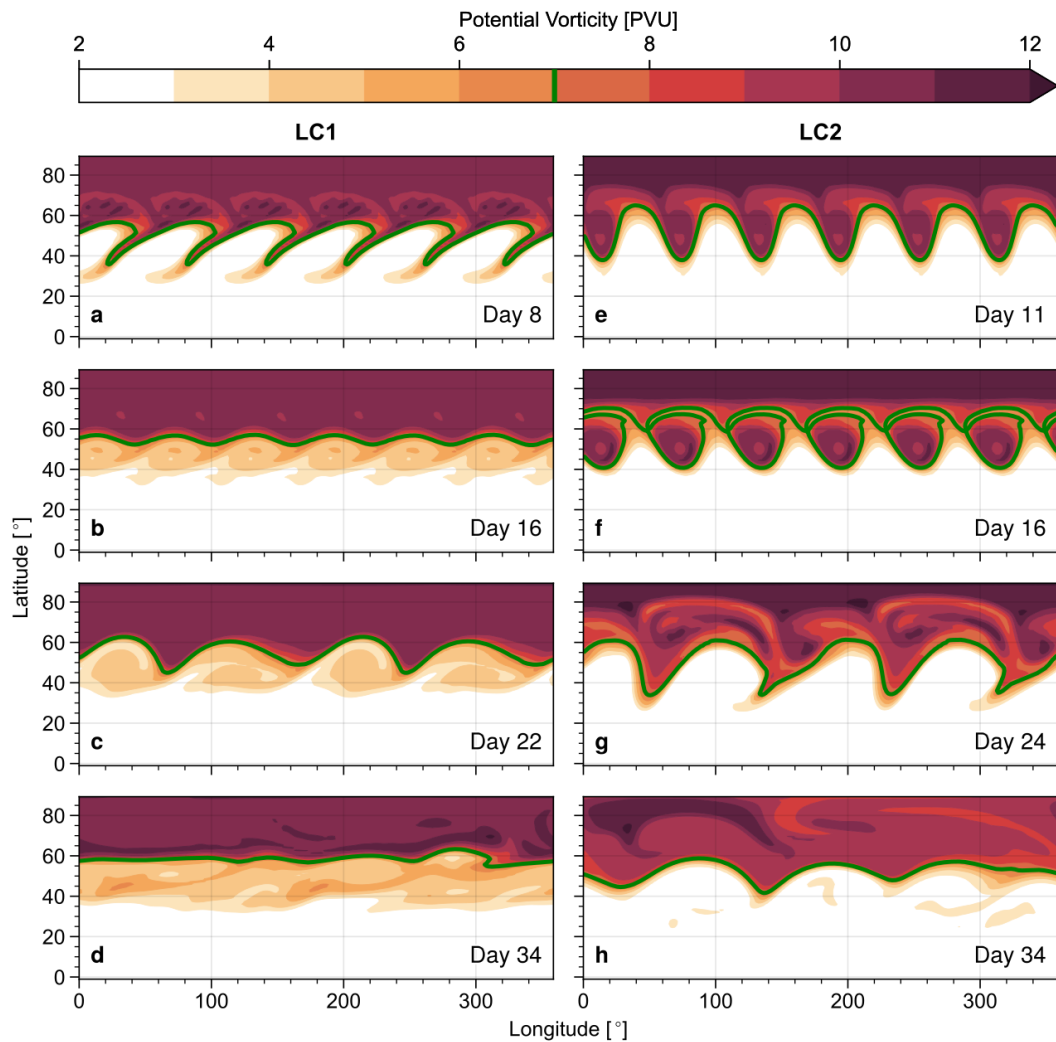 Potential Vorticity [PVU]
2 4 6 8 10 12
LC1 LC2
80
60
40
20
0
a Day 8
e Day 11
80
60
40
20
0
b Day 16
f Day 16
Latitude [°]
80
60
40
20
0
c Day 22
g Day 24
80
60
40
20
0
d Day 34
h Day 34
0 100 200 300 0 100 200 300
Longitude [°]